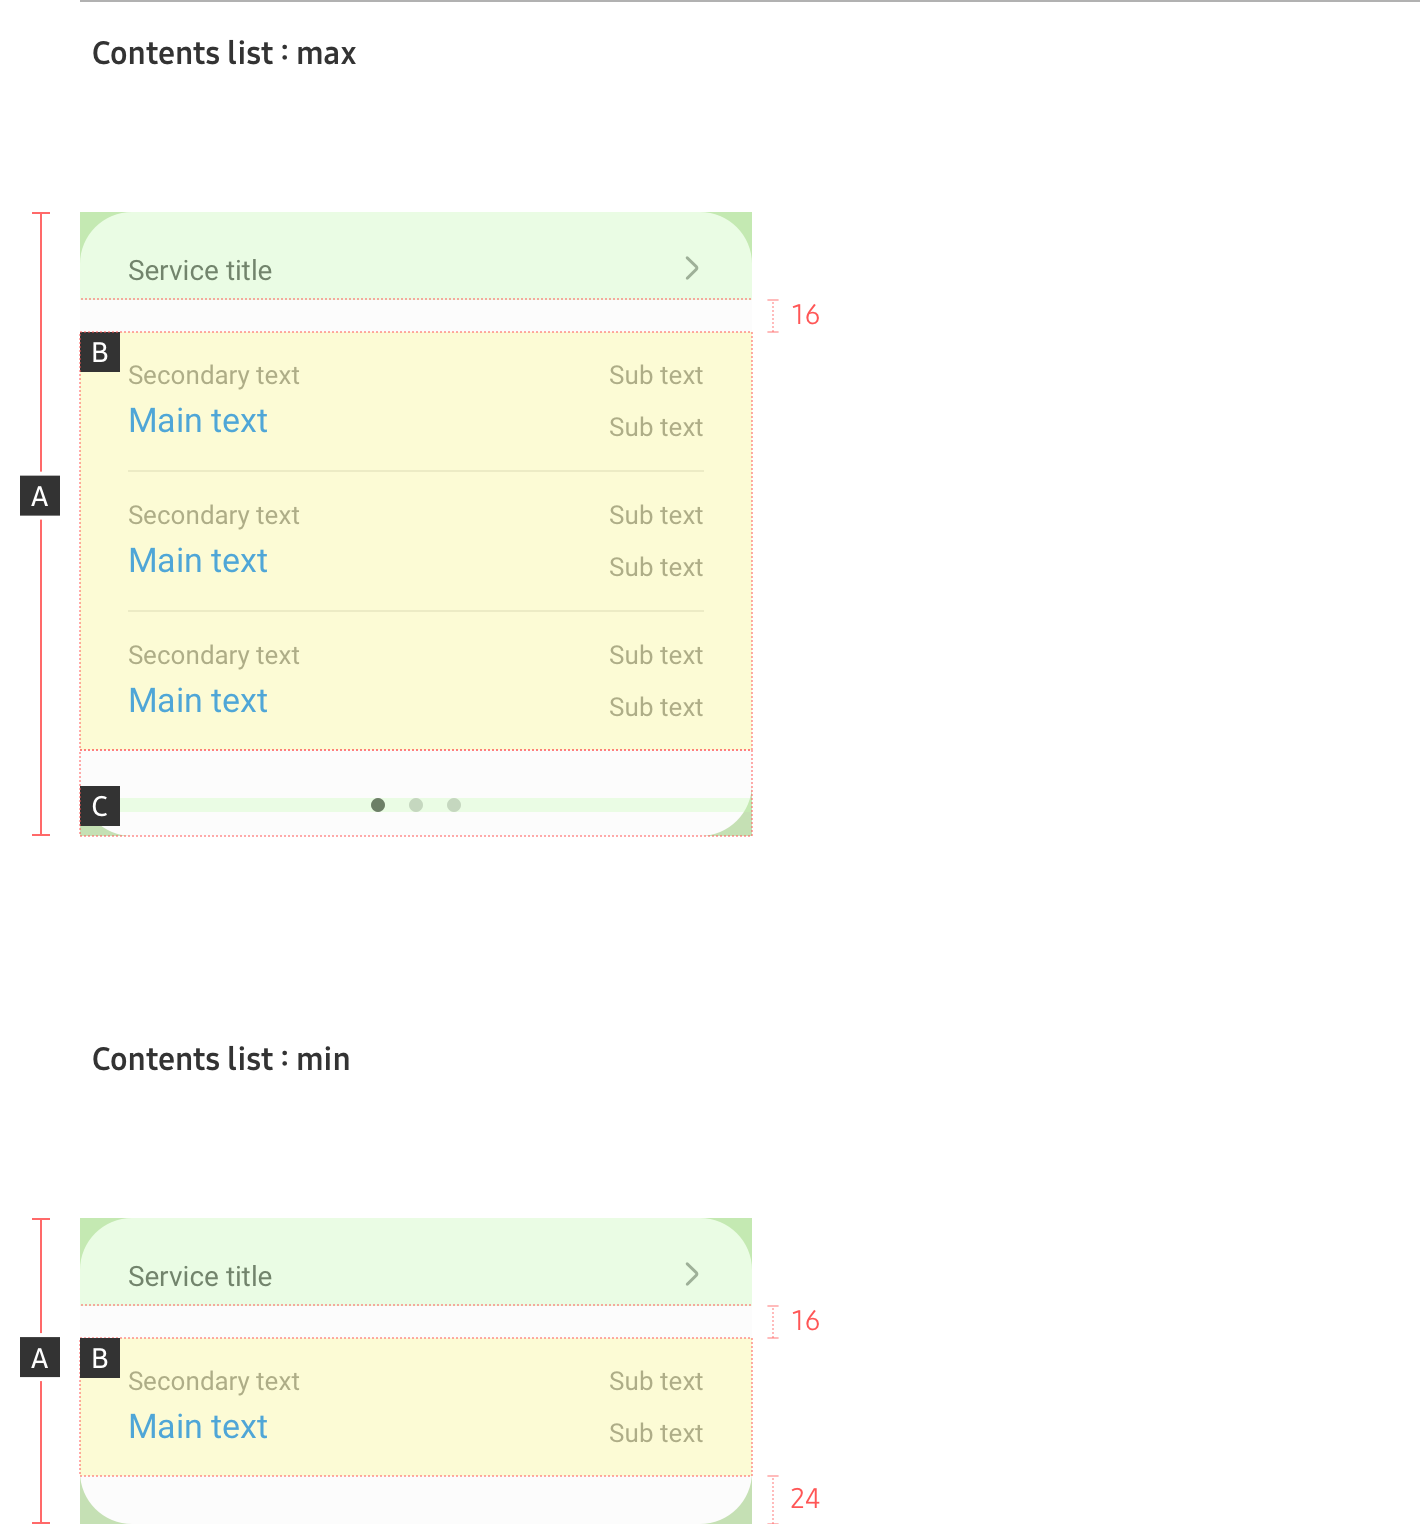 Contents list : max
Service title
16
B
Secondary text Sub text
Main text Sub text
A
Secondary text Sub text
Main text Sub text
Secondary text Sub text
Main text Sub text
C
Contents list : min
Service title
16
A B
Secondary text Sub text
Main text Sub text
24